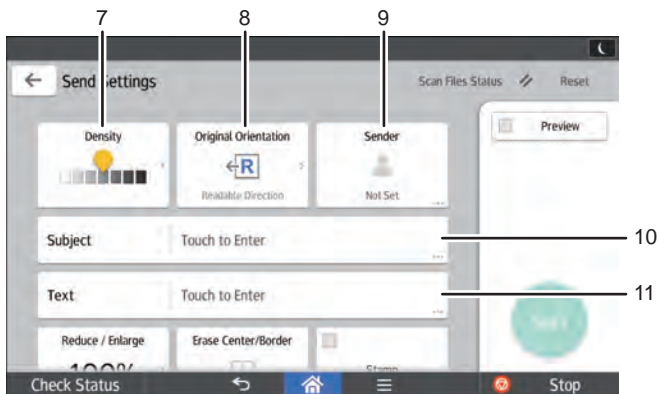 7 8 9
Send Settings Scan Files Status Reset
Density Original Orientation Sender Preview
R
Readable Direction Not Set
Subject Touch to Enter 10
Text Touch to Enter 11
Reduce / Enlarge Erase Center/Border
100% Stamp
Check Status Stop